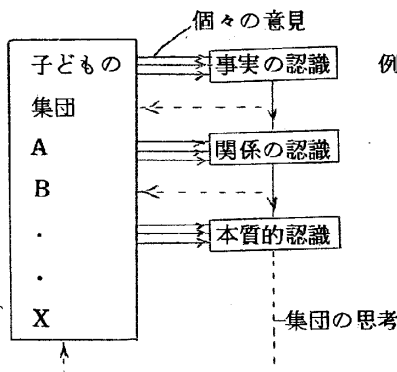 個々の意見
子どもの
事実の認識
例
集団
A
関係の認識
B
・
本質的認識
・
X
集団の思考